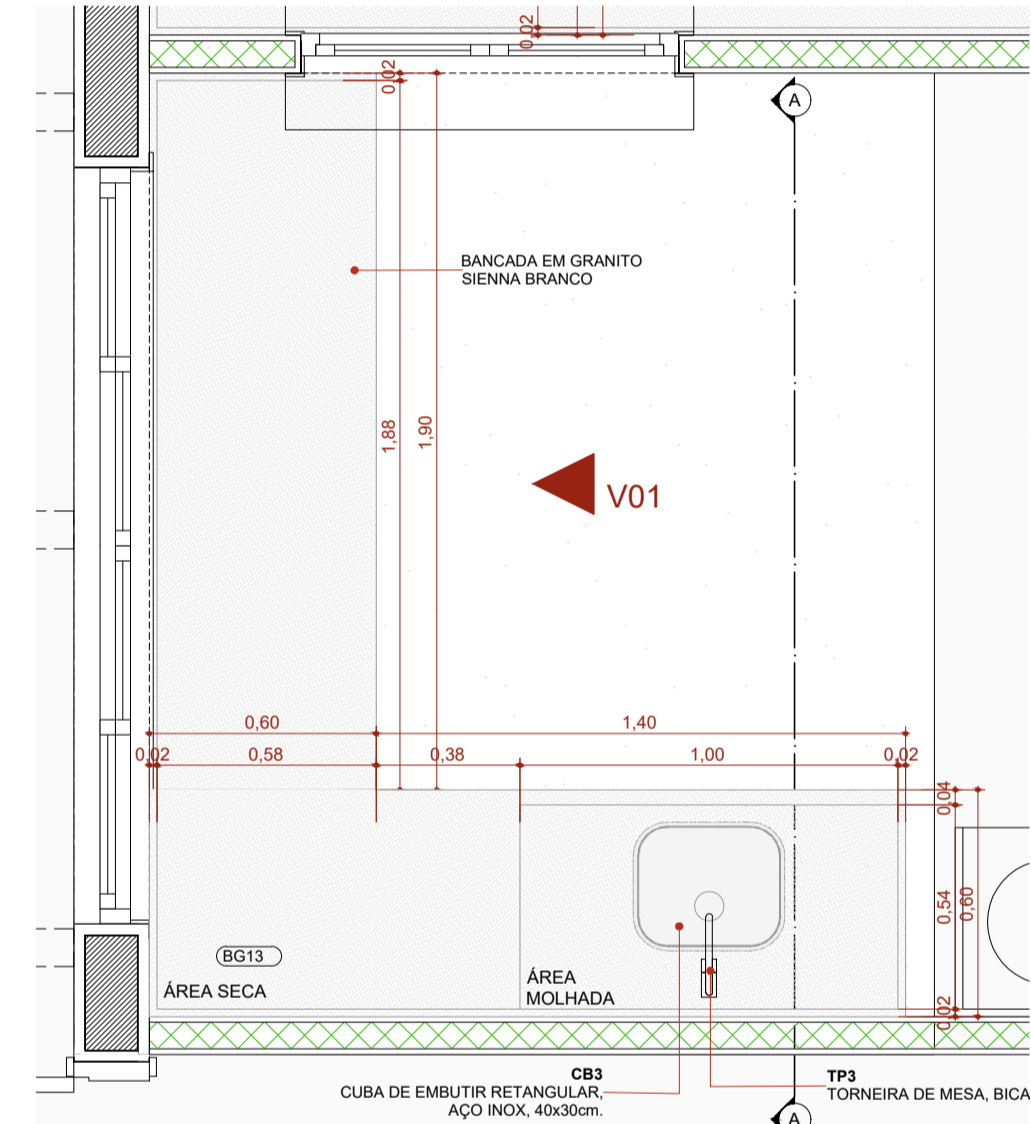 0,02
0,02
A
BANCADA EM GRANITO
SIENNA BRANCO
1,88
1,90
V01
0,60
1,40
0,02
0,58
0,38
1,00
0,02
0,04
0,54
0,60
0,02
BG13
ÁREA SECA
ÁREA
MOLHADA
CB3
CUBA DE EMBUTIR RETANGULAR,
AÇO INOX, 40x30cm.
TP3
TORNEIRA DE MESA, BICA
A